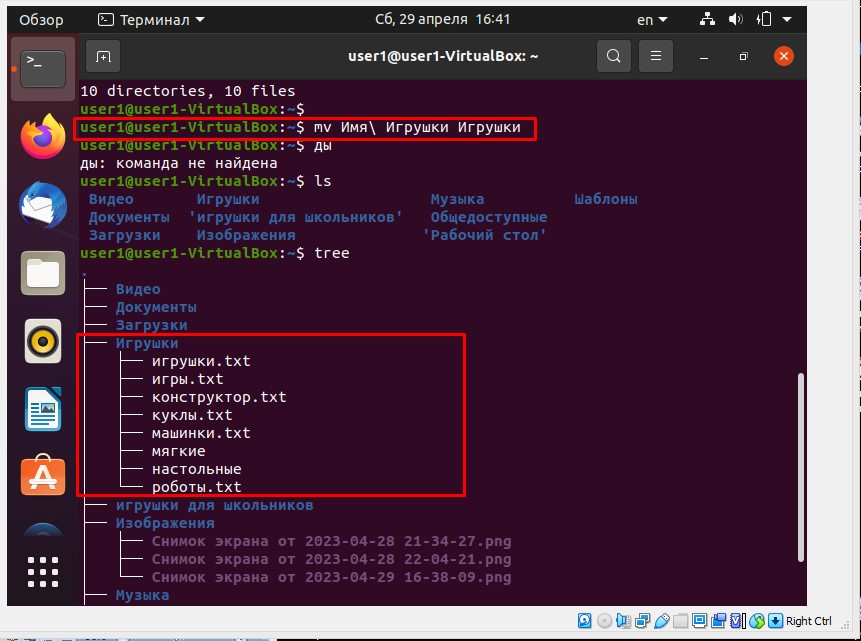 Обзор Терминал Сб, 29 апреля 16:41 en
user1@user1-VirtualBox: ~
10 directories, 10 files
user1@user1-VirtualBox:~$
user1@user1-VirtualBox:~$ mv Имя\ Игрушки Игрушки
user1@user1-VirtualBox:~$ ды
ды: команда не найдена
user1@user1-VirtualBox:~$ ls
Видео Игрушки Музыка Шаблоны
Документы 'игрушки для школьников' Общедоступные
Загрузки Изображения 'Рабочий стол'
user1@user1-VirtualBox:~$ tree
.
├── Видео
├── Документы
├── Загрузки
├── Игрушки
│   ├── игрушки.txt
│   ├── игры.txt
│   ├── конструктор.txt
│   ├── куклы.txt
│   ├── машинки.txt
│   ├── мягкие
│   ├── настольные
│   └── роботы.txt
├── игрушки для школьников
├── Изображения
│   ├── Снимок экрана от 2023-04-28 21-34-27.png
│   ├── Снимок экрана от 2023-04-28 22-04-21.png
│   └── Снимок экрана от 2023-04-29 16-38-09.png
├── Музыка
Right Ctrl